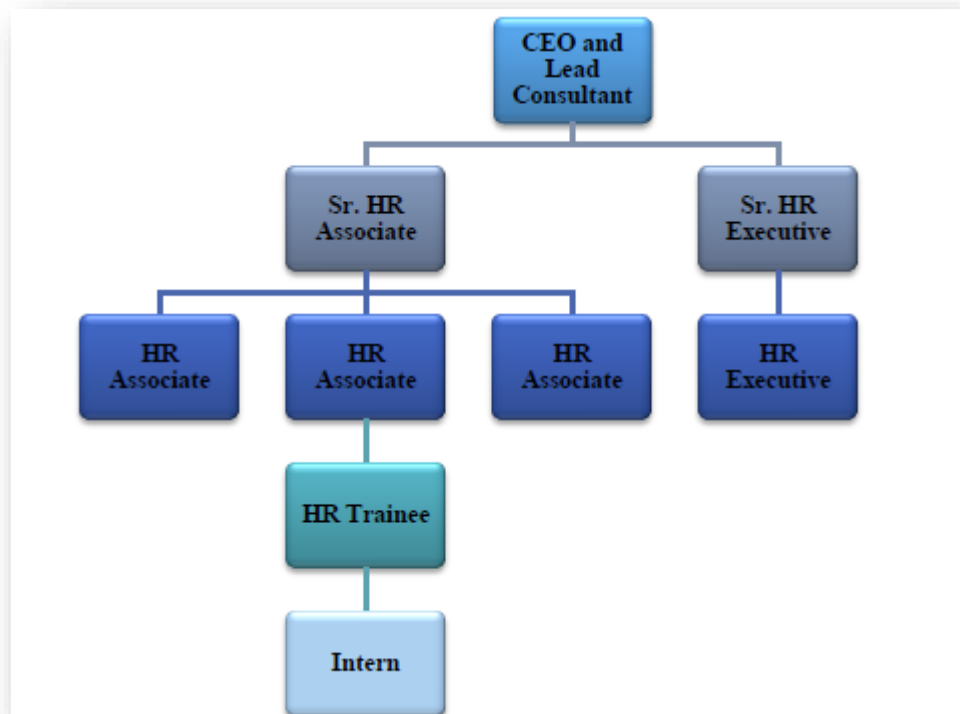 CEO and
Lead
Consultant
Sr. HR
Associate
Sr. HR
Executive
HR
Associate
HR
Associate
HR
Associate
HR
Executive
HR Trainee
Intern